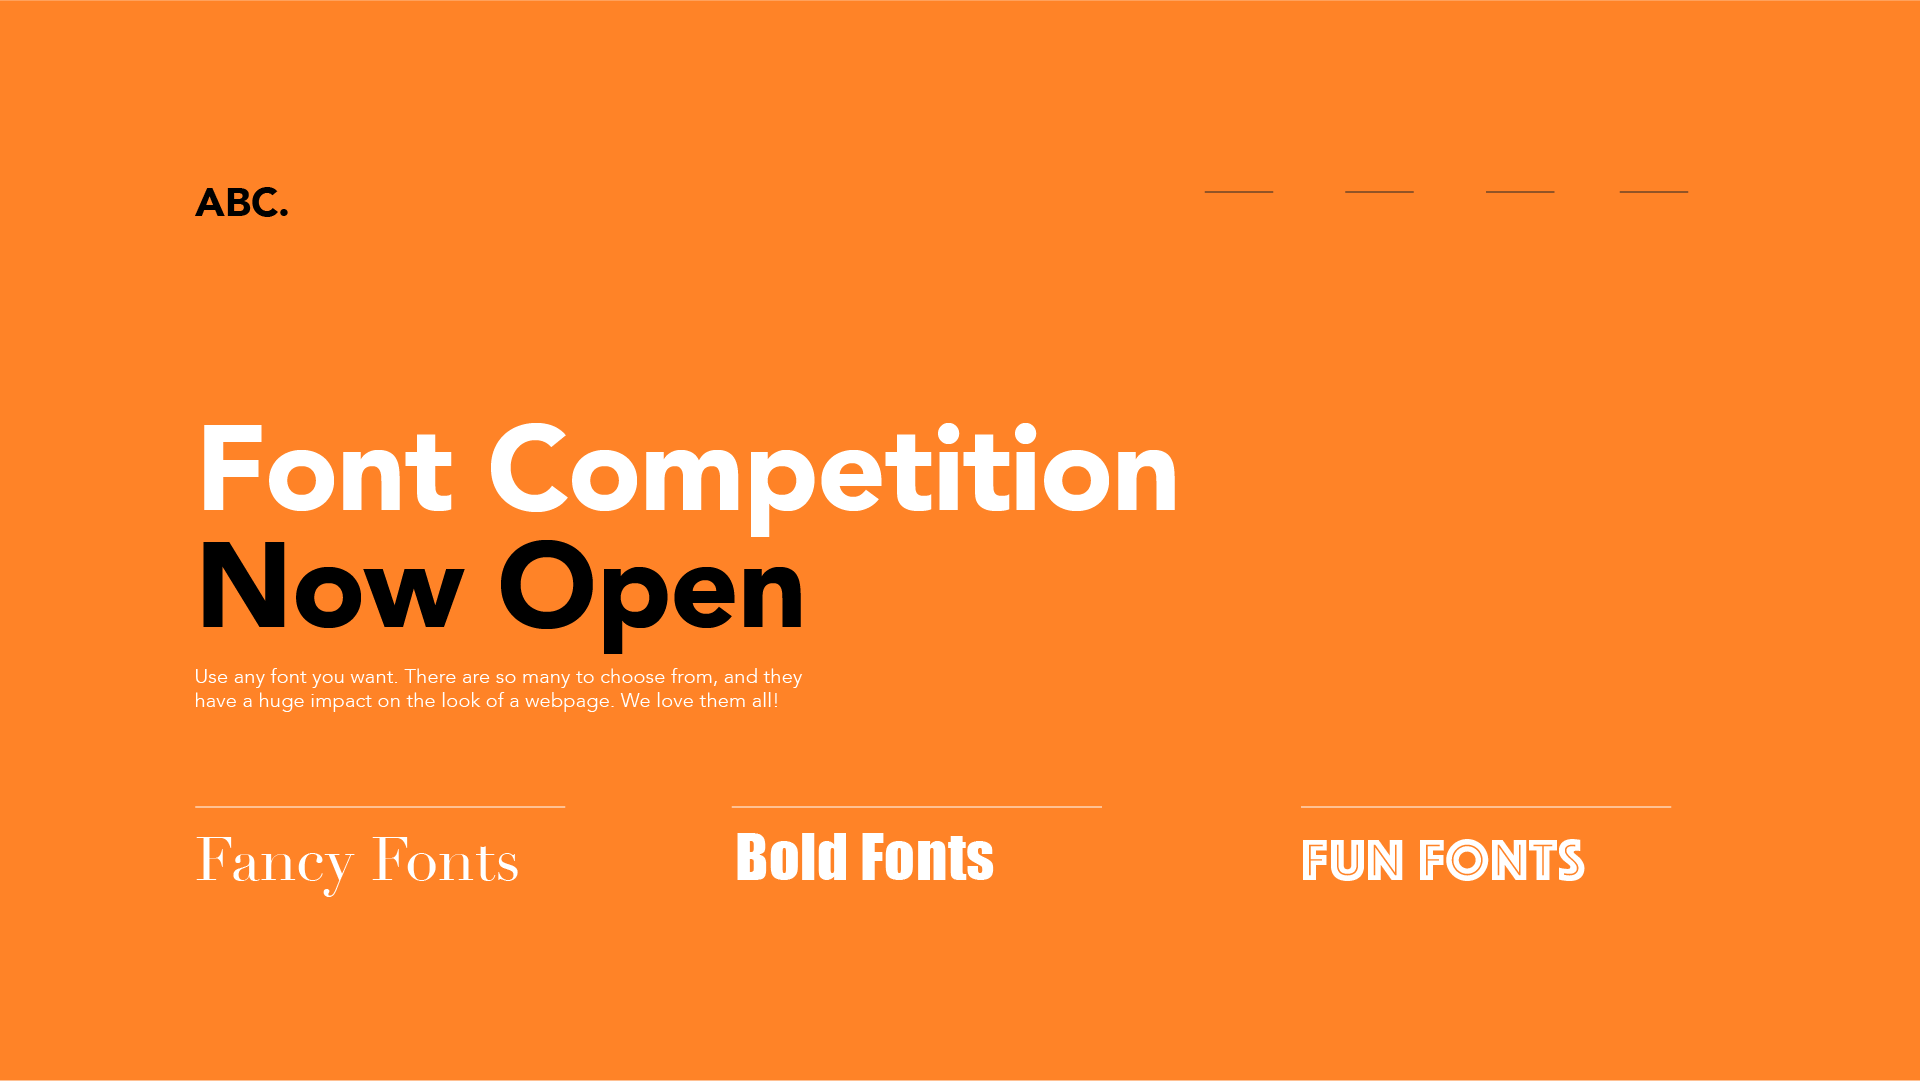 ABC.
Font Competition
Now Open
Use any font you want. There are so many to choose from, and they
have a huge impact on the look of a webpage. We love them all!
Fancy Fonts
Bold Fonts
FUN FONTS